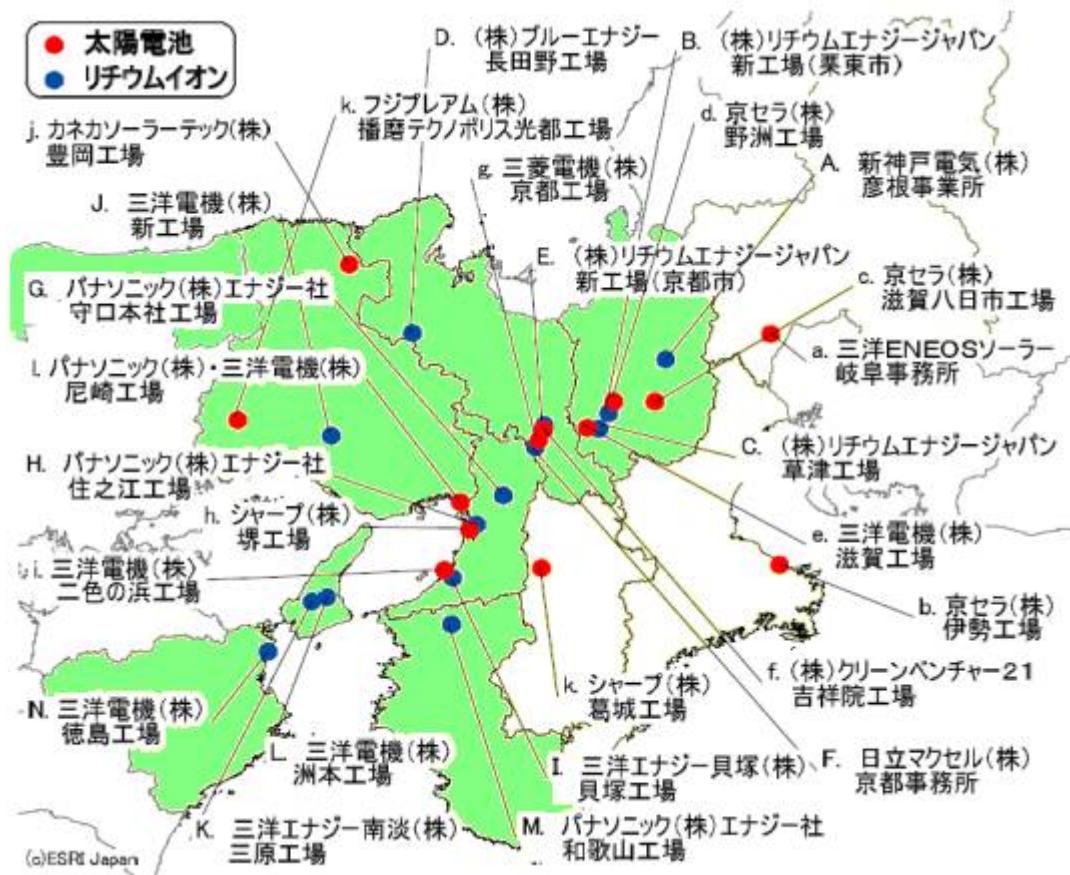 太陽電池
リチウムイオン
D. (株)ブルーエナジー
長田野工場
B. (株)リチウムエナジージャパン
新工場(栗東市)
k. フジプレアム(株)
播磨テクノポリス光都工場
d. 京セラ(株)
野洲工場
j. カネカソーラーテック(株)
豊岡工場
g. 三菱電機(株)
京都工場
A. 新神戸電気(株)
彦根事業所
J. 三洋電機(株)
新工場
E. (株)リチウムエナジージャパン
新工場(京都市)
c. 京セラ(株)
滋賀八日市工場
G. パナソニック(株)エナジー社
守口本社工場
a. 三洋ENEOSソーラー
岐阜事務所
l. パナソニック(株)・三洋電機(株)
尼崎工場
C. (株)リチウムエナジージャパン
草津工場
H. パナソニック(株)エナジー社
住之江工場
h. シャープ(株)
堺工場
e. 三洋電機(株)
滋賀工場
i. 三洋電機(株)
二色の浜工場
b. 京セラ(株)
伊勢工場
k. シャープ(株)
葛城工場
f. (株)クリーンベンチャー21
吉祥院工場
N. 三洋電機(株)
徳島工場
L. 三洋電機(株)
洲本工場
I. 三洋エナジー貝塚(株)
貝塚工場
F. 日立マクセル(株)
京都事務所
K. 三洋エナジー南淡(株)
三原工場
M. パナソニック(株)エナジー社
和歌山工場
(c)ESRI Japan